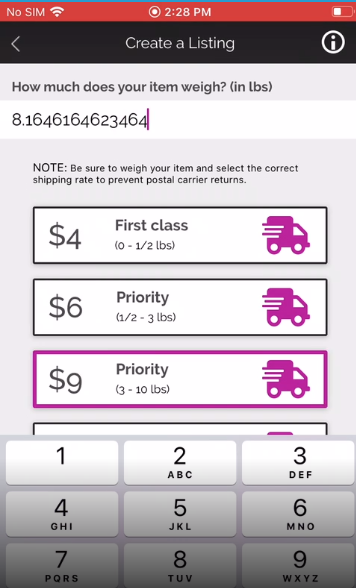 No SIM 2:28 PM
Create a Listing
How much does your item weigh? (in lbs)
8.1646164623464
NOTE: Be sure to weigh your item and select the correct
shipping rate to prevent postal carrier returns.
$4 First class
(0 - 1/2 lbs)
$6 Priority
(1/2 - 3 lbs)
$9 Priority
(3 - 10 lbs)
1 2 3
ABC DEF
4 5 6
GHI JKL MNO
7 8 9
PQRS TUV WXYZ